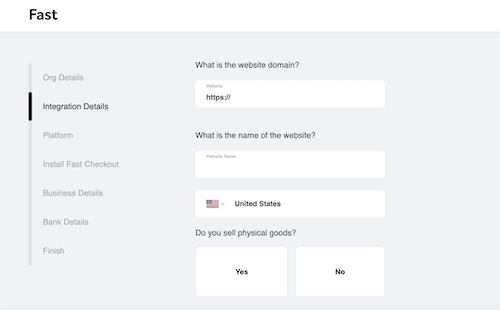 Fast
Org Details
Integration Details
Platform
Install Fast Checkout
Business Details
Bank Details
Finish
What is the website domain?
Website
https://
What is the name of the website?
Website Name
United States
Do you sell physical goods?
Yes
No